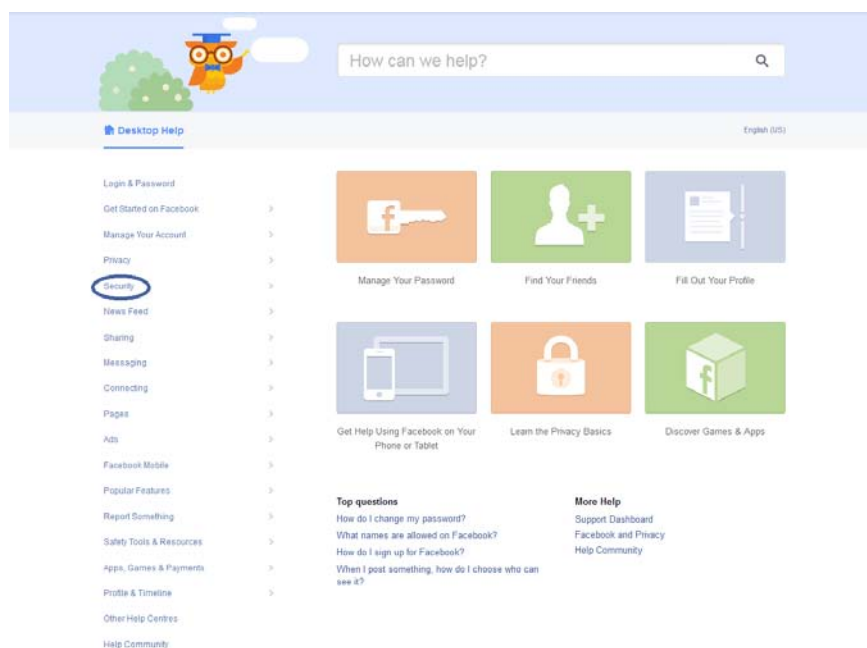 How can we help?
Desktop Help
English (US)
Login & Password
Get Started on Facebook
Manage Your Account
Privacy
Security
News Feed
Sharing
Messaging
Connecting
Pages
Ads
Facebook Mobile
Popular Features
Report Something
Safety Tools & Resources
Apps, Games & Payments
Profile & Timeline
Other Help Centres
Help Community
f
Manage Your Password
Find Your Friends
Fill Out Your Profile
Get Help Using Facebook on Your
Phone or Tablet
Learn the Privacy Basics
f
Discover Games & Apps
Top questions
How do I change my password?
What names are allowed on Facebook?
How do I sign up for Facebook?
When I post something, how do I choose who can
see it?
More Help
Support Dashboard
Facebook and Privacy
Help Community